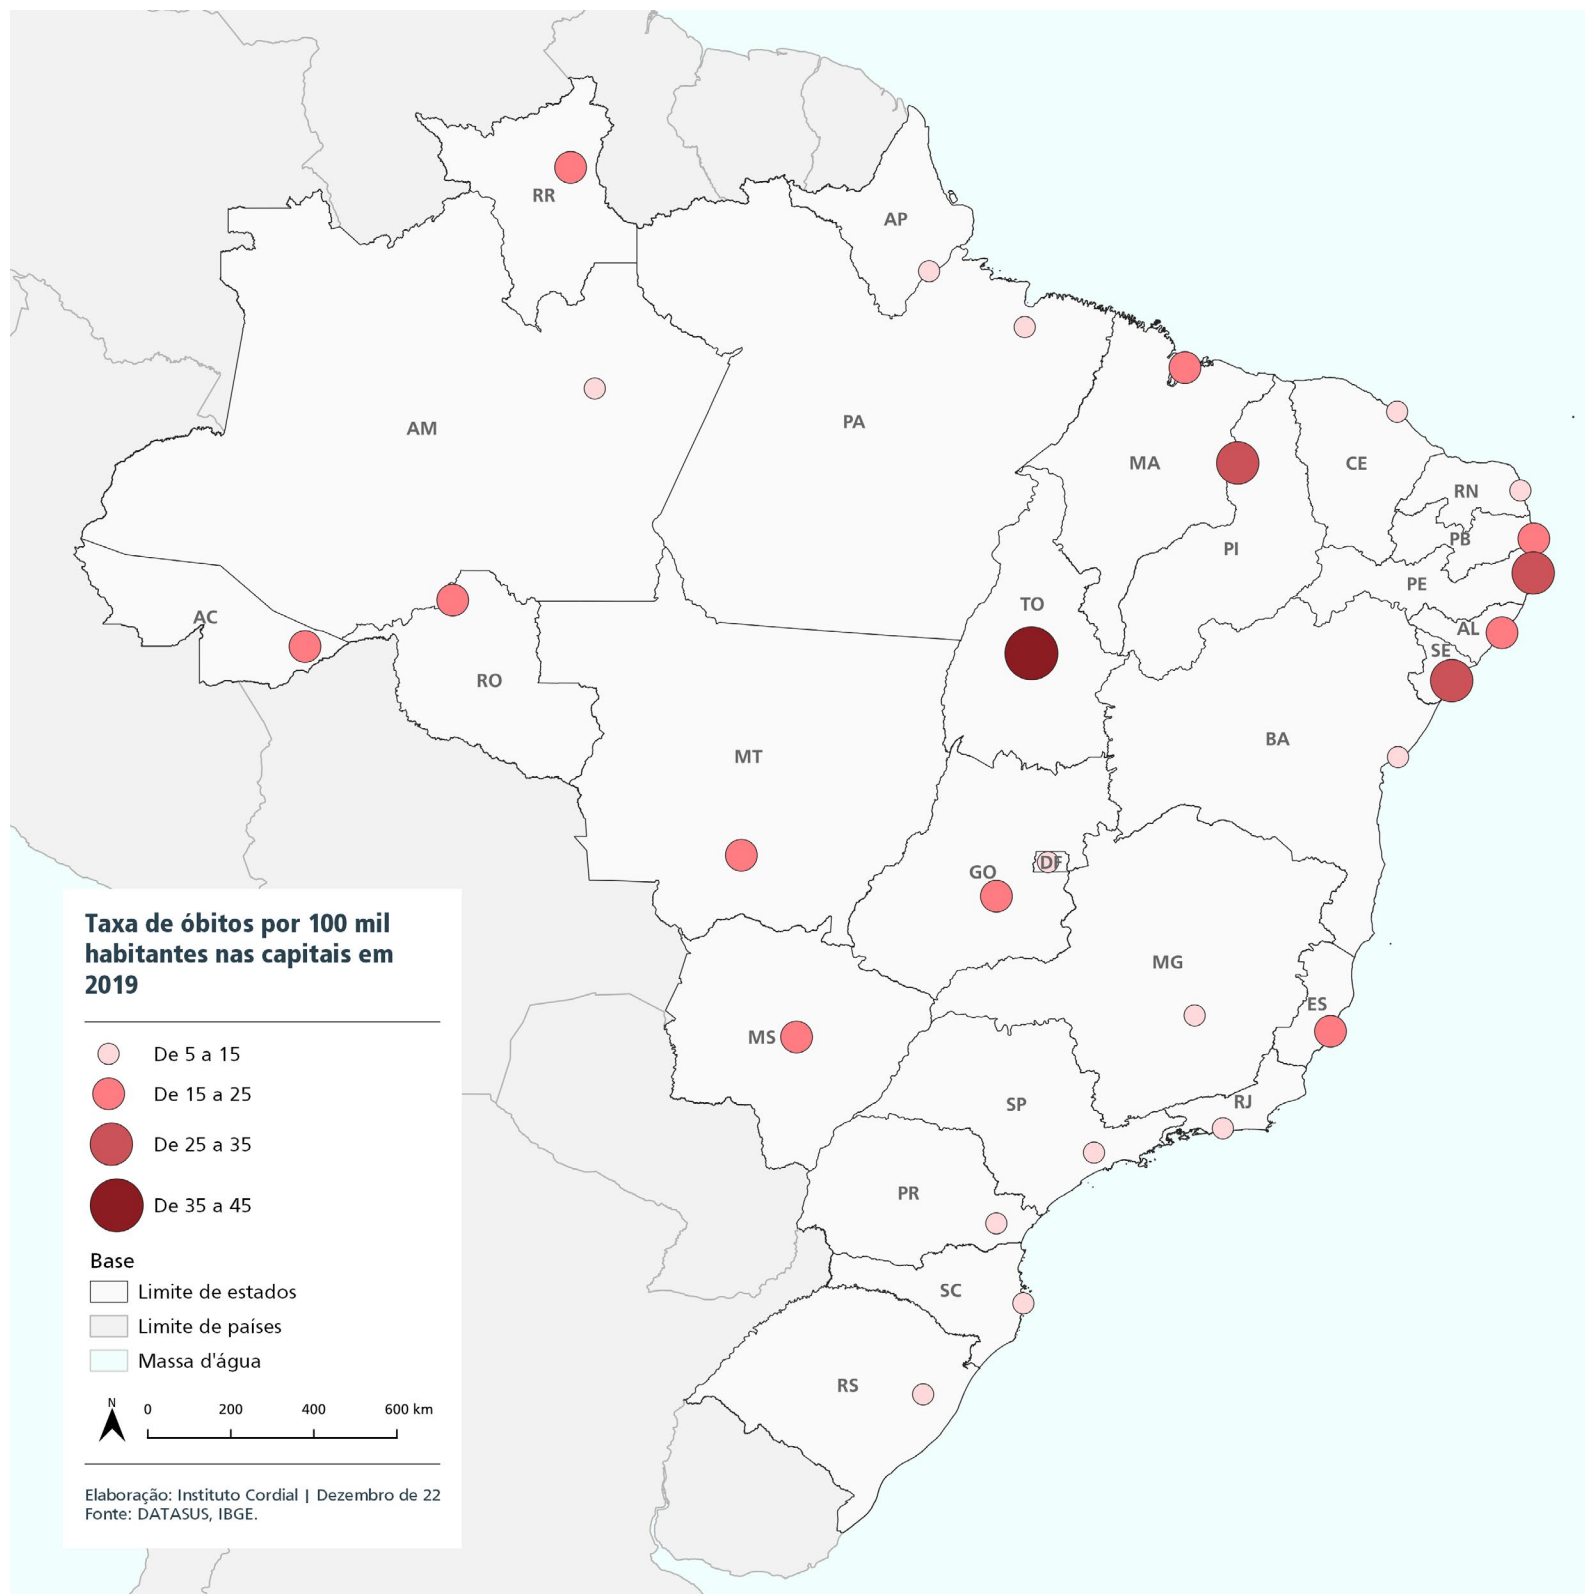 RR
AP
AM
PA
MA
CE
RN
PB
PI
PE
AC
TO
AL
SE
RO
BA
MT
DF
GO
MG
ES
MS
RJ
SP
PR
SC
RS
Taxa de óbitos por 100 mil
habitantes nas capitais em
2019
De 5 a 15
De 15 a 25
De 25 a 35
De 35 a 45
Base
Limite de estados
Limite de países
Massa d'água
N
0 200 400 600 km
Elaboração: Instituto Cordial | Dezembro de 22
Fonte: DATASUS, IBGE.